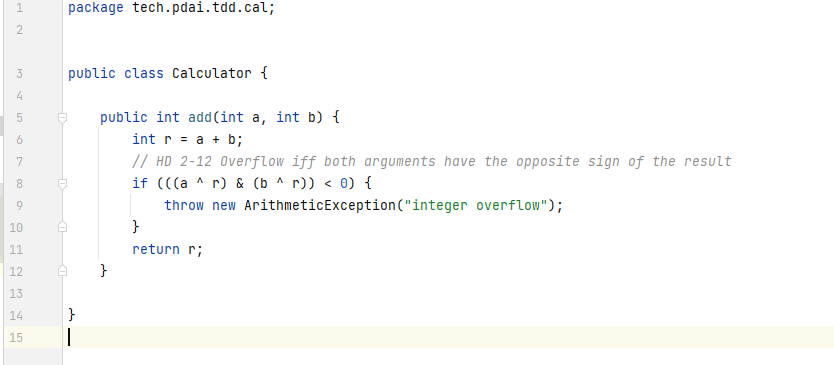 1 package tech.pdai.tdd.cal;
2
3 public class Calculator {
4
5     public int add(int a, int b) {
6         int r = a + b;
7         // HD 2-12 Overflow iff both arguments have the opposite sign of the result
8         if (((a ^ r) & (b ^ r)) < 0) {
9             throw new ArithmeticException("integer overflow");
10         }
11         return r;
12     }
13
14 }
15